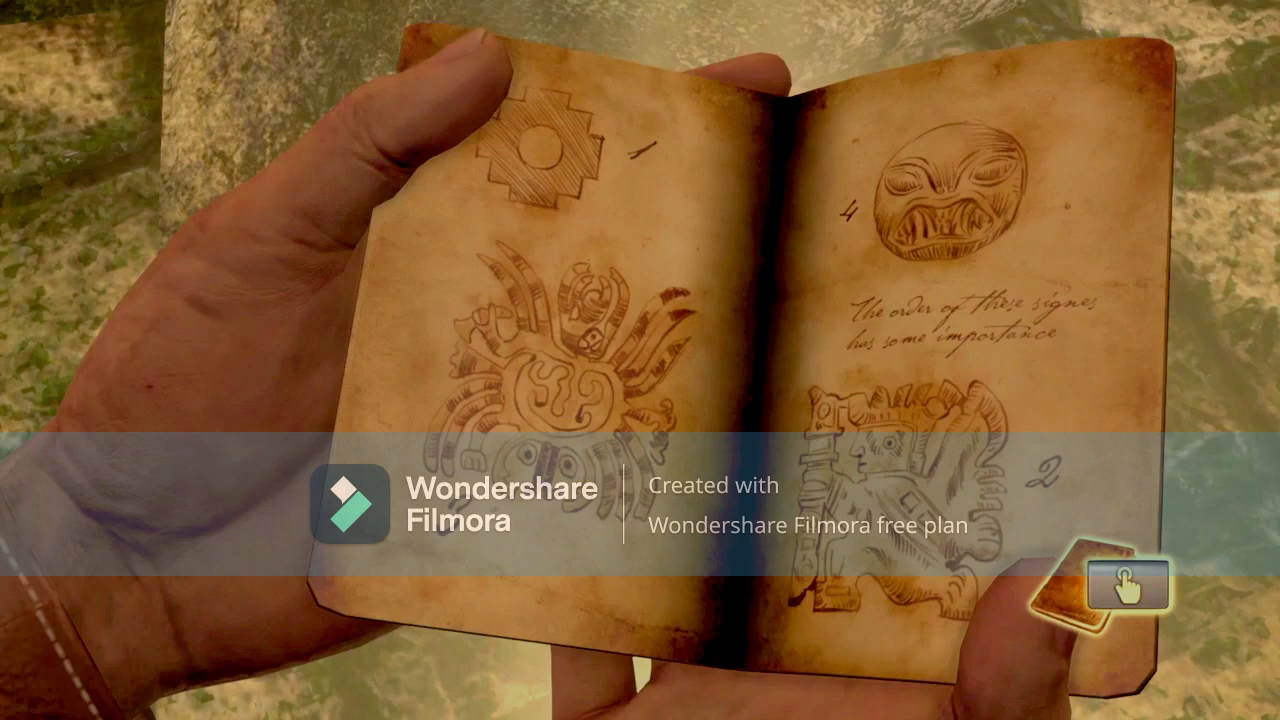 1
4
The order of these signes
has some importance
2
Wondershare
Filmora
Created with
Wondershare Filmora free plan